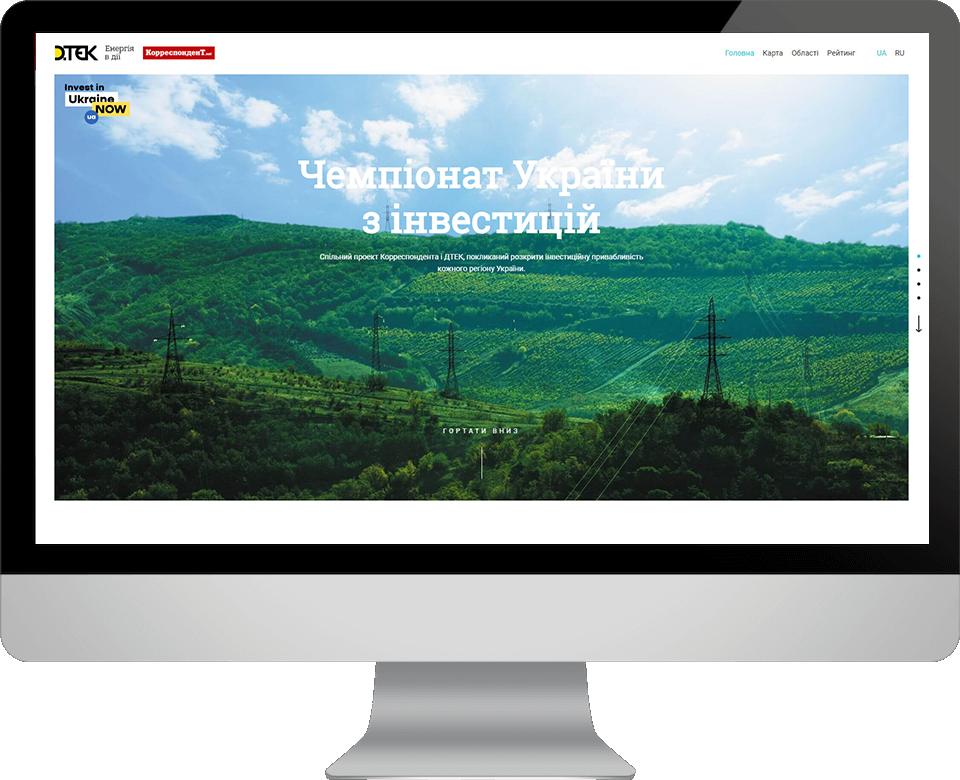 ДТЕК
Енергія
в дії
КорреспонденТ.net
Головна Карта Області Рейтинг UA RU
Invest in
Ukraine
NOW
ua
Чемпіонат України
з інвестицій
Спільний проект Корреспондента і ДТЕК, покликаний розкрити інвестиційну привабливість
кожного регіону України.
ГОРТАТИ ВНИЗ